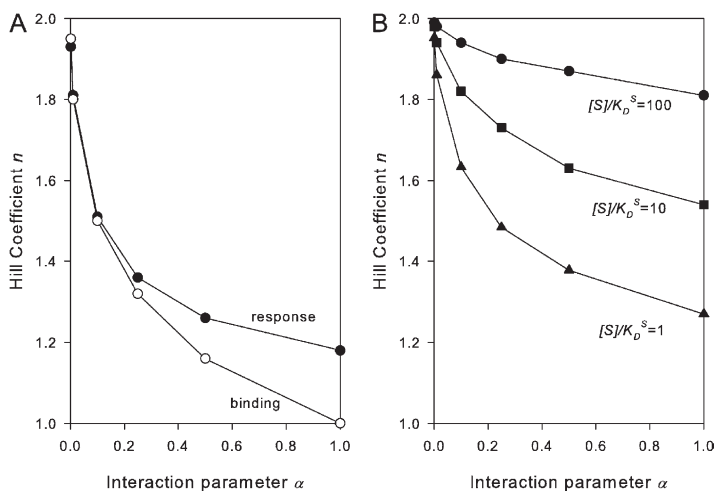 A
Hill Coefficient n
2.0
1.8
1.6
1.4
1.2
1.0
response
binding
0.0 0.2 0.4 0.6 0.8 1.0
Interaction parameter α
B
Hill Coefficient n
2.0
1.8
1.6
1.4
1.2
1.0
[S]/K_D^S=100
[S]/K_D^S=10
[S]/K_D^S=1
0.0 0.2 0.4 0.6 0.8 1.0
Interaction parameter α